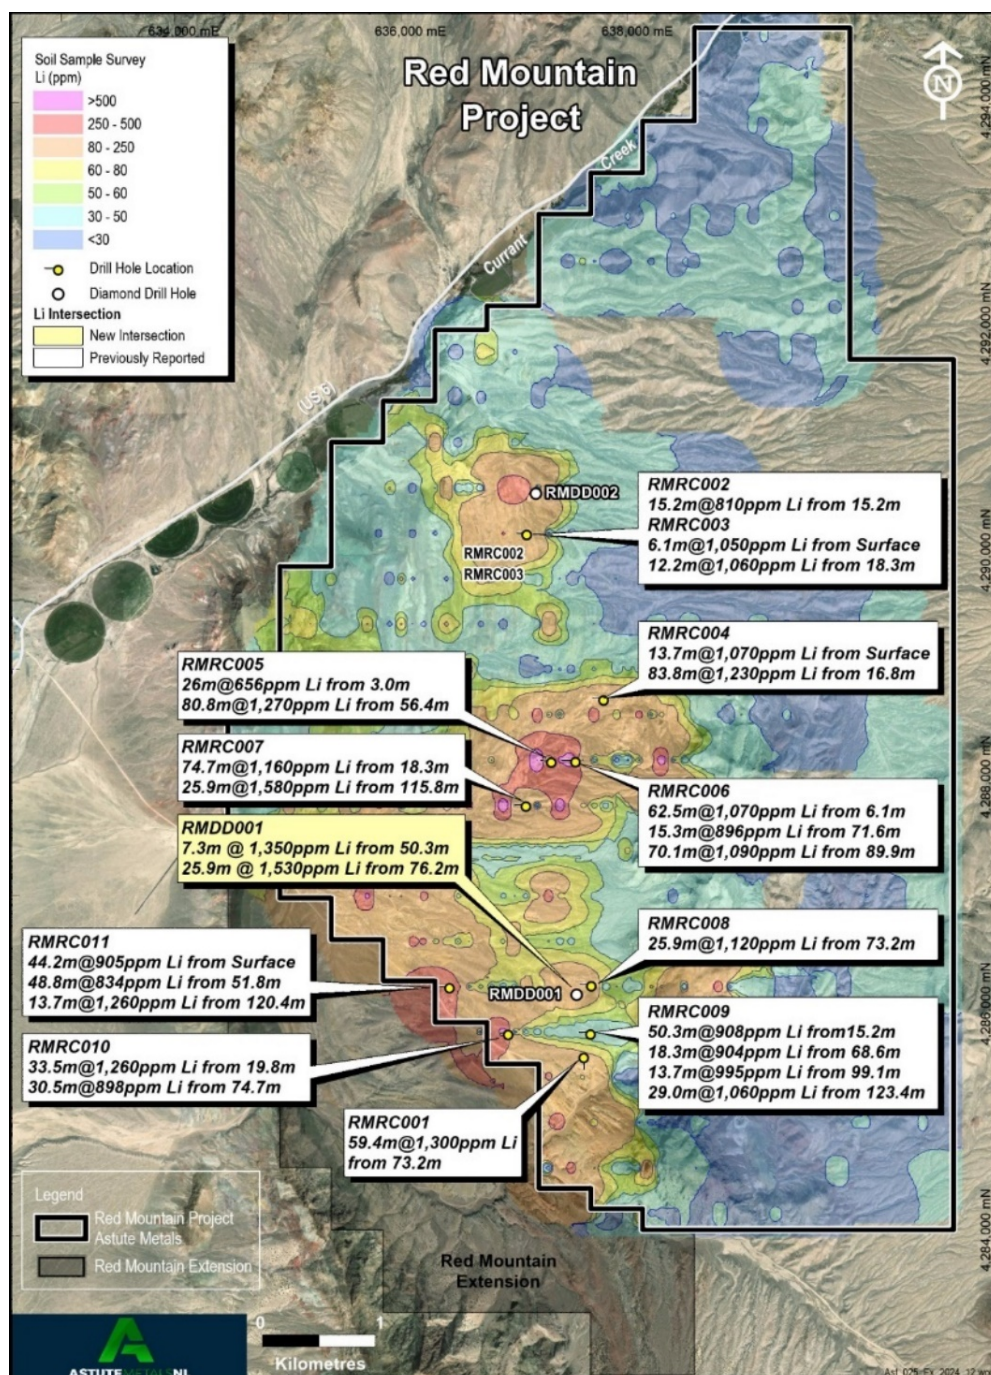 634,000 mE
636,000 mE
638,000 mE
Red Mountain
Project
N
4,294,000 mN
4,292,000 mN
4,290,000 mN
4,288,000 mN
4,286,000 mN
4,284,000 mN
Soil Sample Survey
Li (ppm)
>500
250 - 500
80 - 250
60 - 80
50 - 60
30 - 50
<30
Drill Hole Location
Diamond Drill Hole
Li Intersection
New Intersection
Previously Reported
Creek
Currant
(US 6)
RMDD002
RMRC002
RMRC003
RMRC002
15.2m@810ppm Li from 15.2m
RMRC003
6.1m@1,050ppm Li from Surface
12.2m@1,060ppm Li from 18.3m
RMRC004
13.7m@1,070ppm Li from Surface
83.8m@1,230ppm Li from 16.8m
RMRC005
26m@656ppm Li from 3.0m
80.8m@1,270ppm Li from 56.4m
RMRC007
74.7m@1,160ppm Li from 18.3m
25.9m@1,580ppm Li from 115.8m
RMRC006
62.5m@1,070ppm Li from 6.1m
15.3m@896ppm Li from 71.6m
70.1m@1,090ppm Li from 89.9m
RMDD001
7.3m @ 1,350ppm Li from 50.3m
25.9m @ 1,530ppm Li from 76.2m
RMRC008
25.9m@1,120ppm Li from 73.2m
RMRC011
44.2m@905ppm Li from Surface
48.8m@834ppm Li from 51.8m
13.7m@1,260ppm Li from 120.4m
RMDD001
RMRC009
50.3m@908ppm Li from15.2m
18.3m@904ppm Li from 68.6m
13.7m@995ppm Li from 99.1m
29.0m@1,060ppm Li from 123.4m
RMRC010
33.5m@1,260ppm Li from 19.8m
30.5m@898ppm Li from 74.7m
RMRC001
59.4m@1,300ppm Li
from 73.2m
Legend
Red Mountain Project
Astute Metals
Red Mountain Extension
Red Mountain
Extension
0 1
Kilometres
ASTUTEMETALSNL